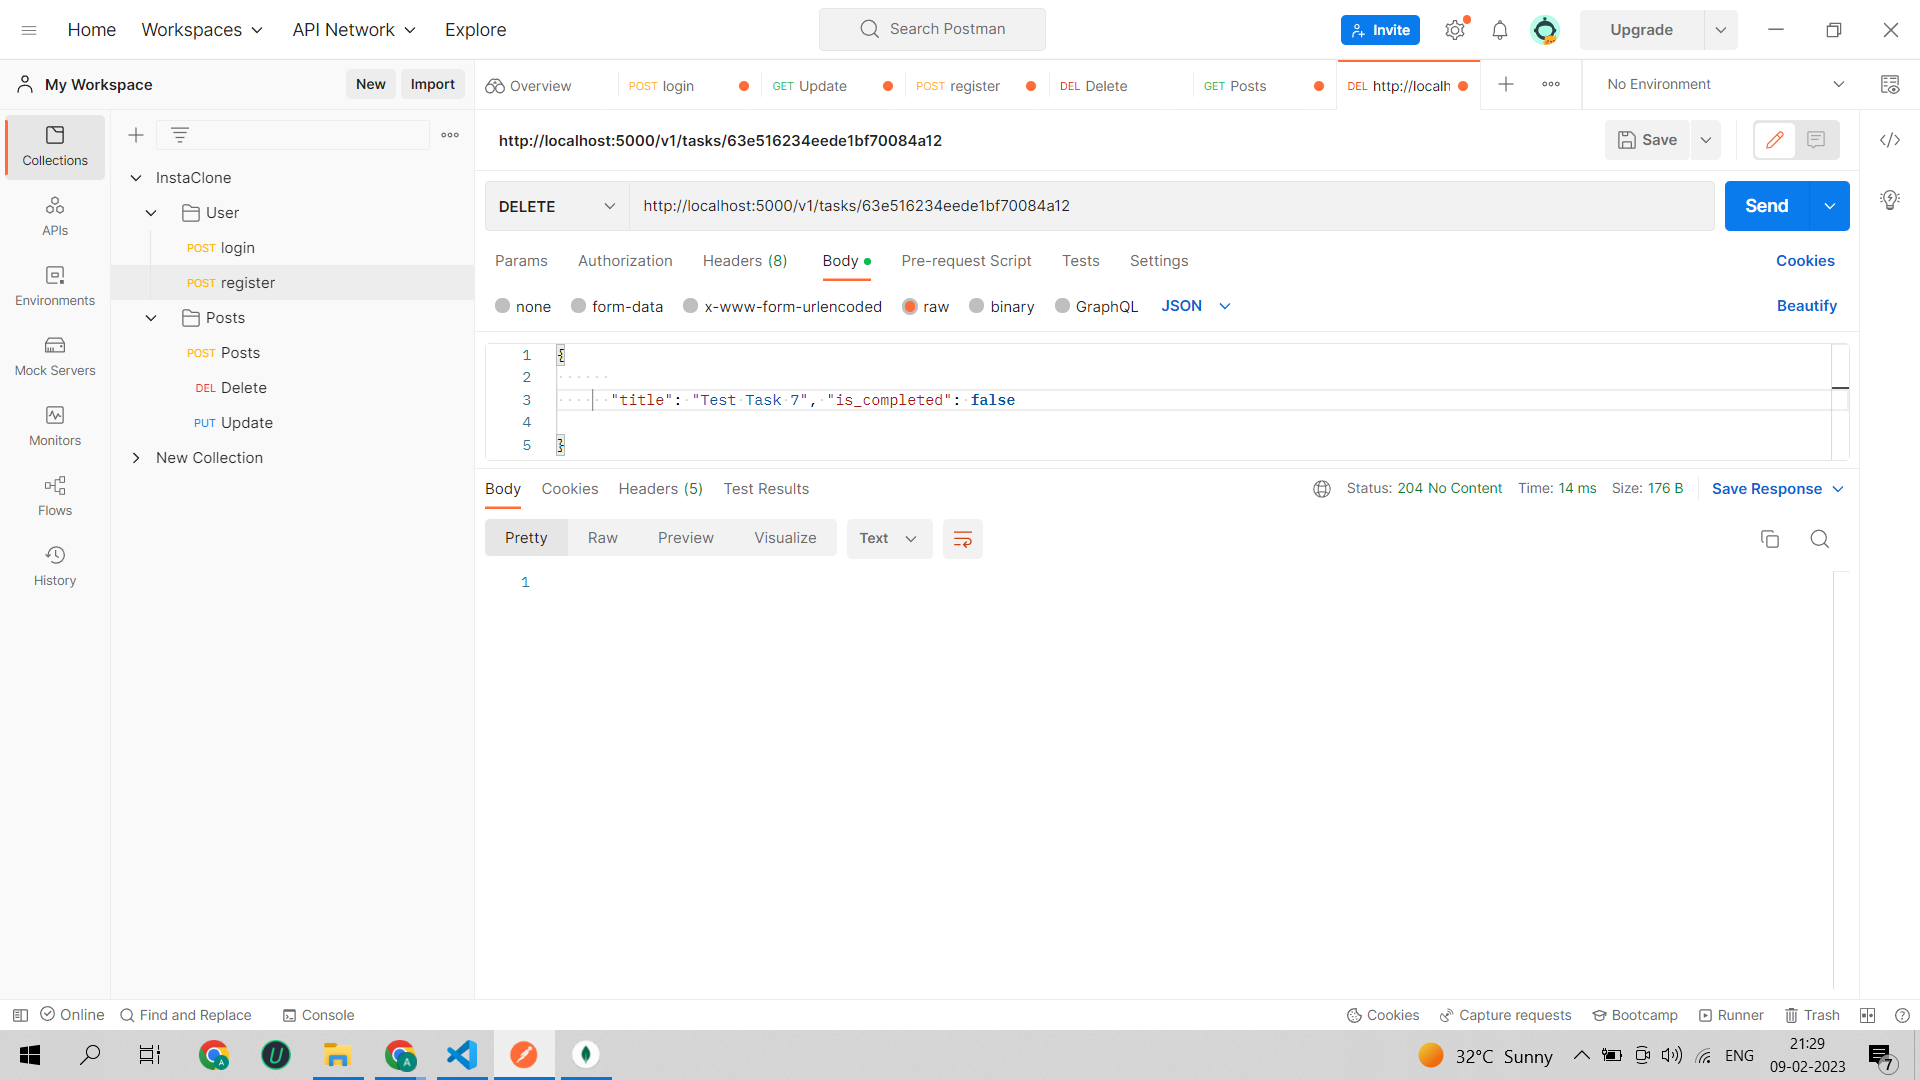 Home Workspaces API Network Explore Search Postman Invite Upgrade
My Workspace New Import Overview POST login GET Update POST register DEL Delete GET Posts DEL http://localh No Environment
Collections
APIs
Environments
Mock Servers
Monitors
Flows
History
InstaClone
User
POST login
POST register
Posts
POST Posts
DEL Delete
PUT Update
New Collection
http://localhost:5000/v1/tasks/63e516234eede1bf70084a12 Save
DELETE http://localhost:5000/v1/tasks/63e516234eede1bf70084a12 Send
Params Authorization Headers (8) Body Pre-request Script Tests Settings Cookies
none form-data x-www-form-urlencoded raw binary GraphQL JSON Beautify
1 {
2
3 "title": "Test Task 7", "is_completed": false
4
5 }
Body Cookies Headers (5) Test Results Status: 204 No Content Time: 14 ms Size: 176 B Save Response
Pretty Raw Preview Visualize Text
1
Online Find and Replace Console Cookies Capture requests Bootcamp Runner Trash
32°C Sunny ENG 21:29
09-02-2023 7